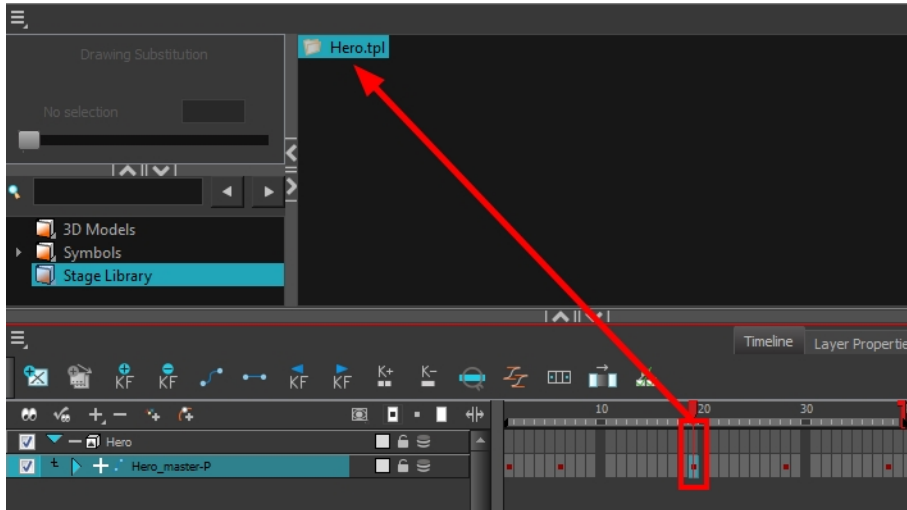 Drawing Substitution
Hero.tpl
No selection
3D Models
Symbols
Stage Library
Timeline
Layer Propertie
KF
KF
KF
KF
K+
K-
10
20
30
Hero
Hero_master-P